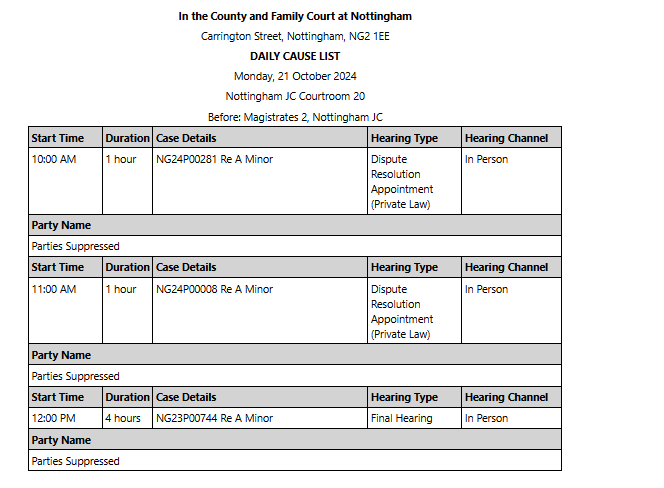 In the County and Family Court at Nottingham
Carrington Street, Nottingham, NG2 1EE
DAILY CAUSE LIST
Monday, 21 October 2024
Nottingham JC Courtroom 20
Before: Magistrates 2, Nottingham JC
Start Time Duration Case Details Hearing Type Hearing Channel
10:00 AM 1 hour NG24P00281 Re A Minor Dispute In Person
Resolution
Appointment
(Private Law)
Party Name
Parties Suppressed
Start Time Duration Case Details Hearing Type Hearing Channel
11:00 AM 1 hour NG24P00008 Re A Minor Dispute In Person
Resolution
Appointment
(Private Law)
Party Name
Parties Suppressed
Start Time Duration Case Details Hearing Type Hearing Channel
12:00 PM 4 hours NG23P00744 Re A Minor Final Hearing In Person
Party Name
Parties Suppressed